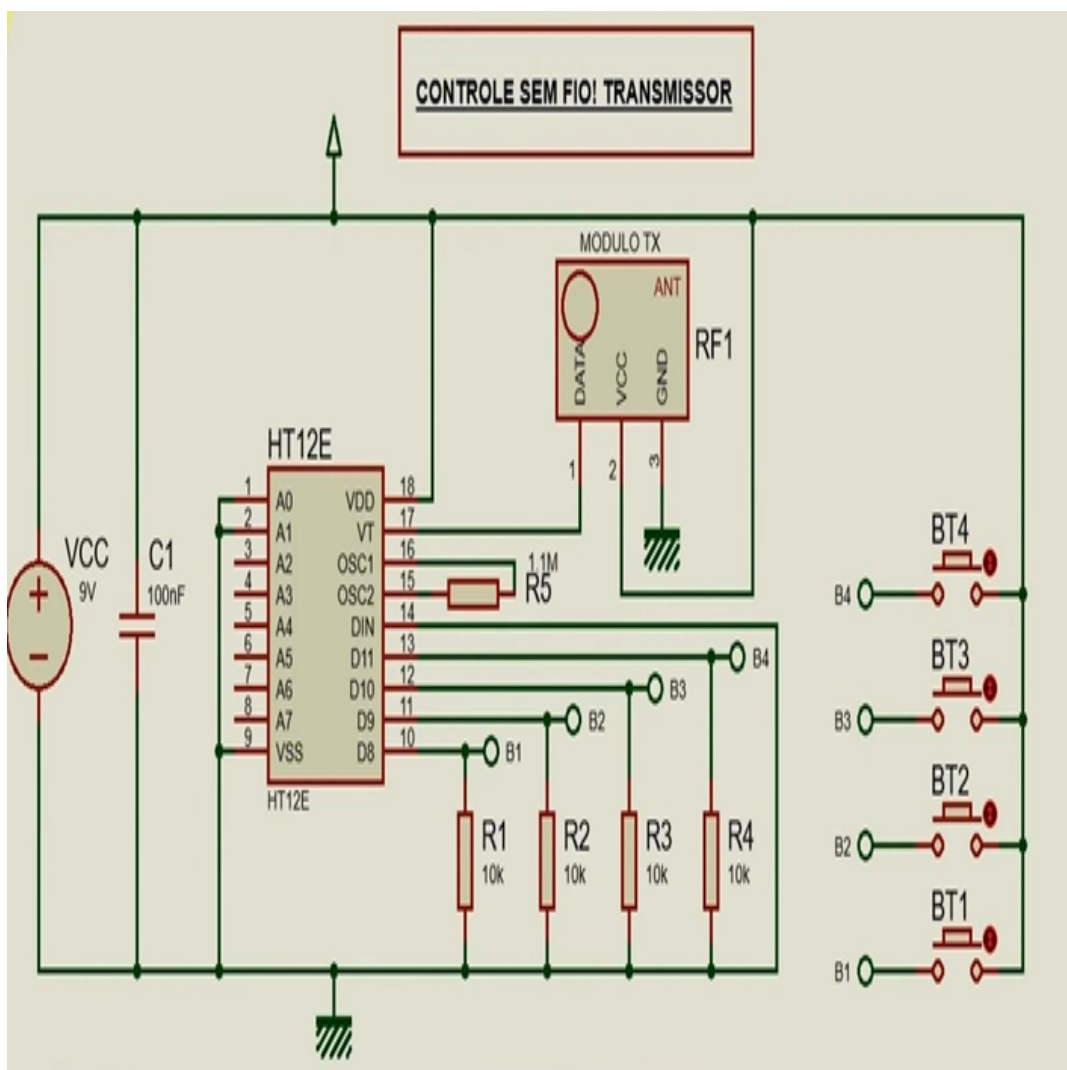 CONTROLE SEM FIO! TRANSMISSOR
MODULO TX
ANT
RF1
DATA
VCC
GND
1
2
3
HT12E
1 A0 VDD 18
2 A1 VT 17
3 A2 OSC1 16
4 A3 OSC2 15
5 A4 DIN 14
6 A5 D11 13
7 A6 D10 12
8 A7 D9 11
9 VSS D8 10
HT12E
VCC
9V
C1
100nF
1.1M
R5
B4
B3
B2
B1
R1
10k
R2
10k
R3
10k
R4
10k
BT4
B4
BT3
B3
BT2
B2
BT1
B1